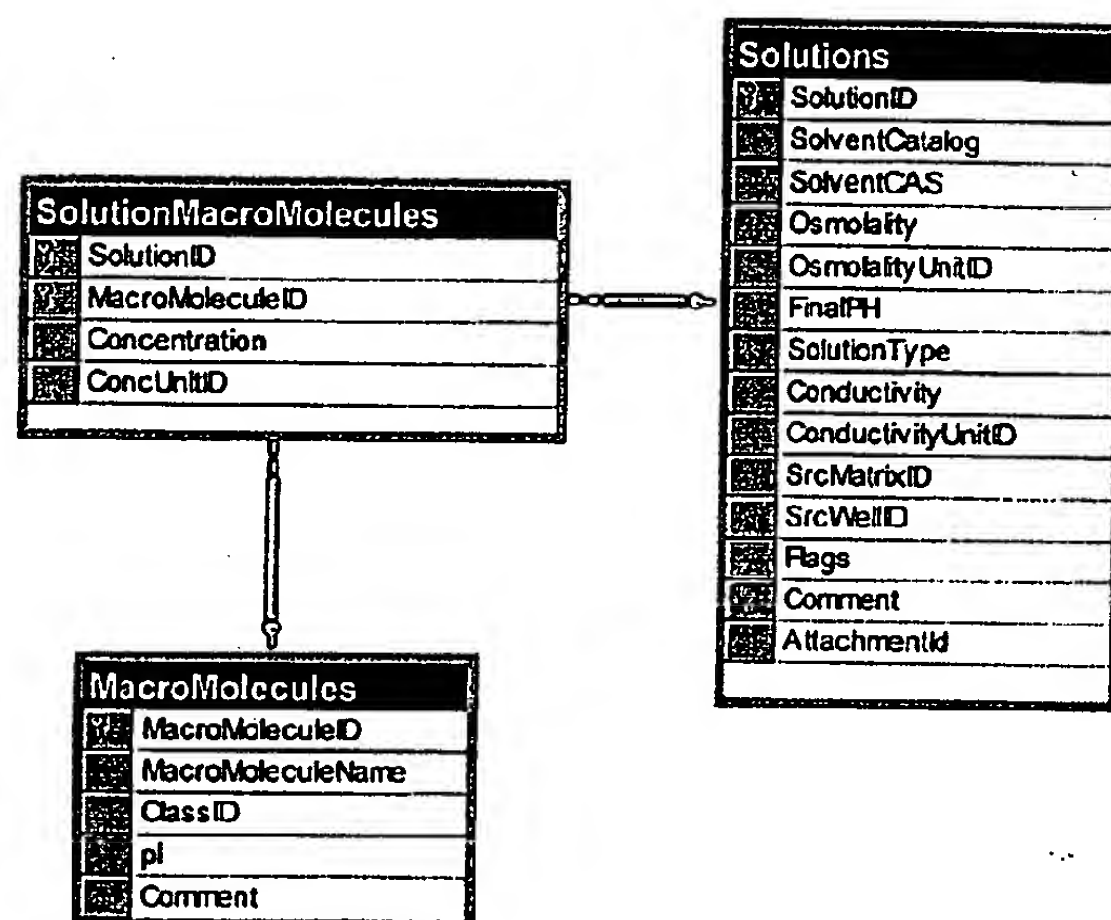 Solutions
SolutionID
SolventCatalog
SolventCAS
Osmolality
OsmolalityUnitID
FinalPH
SolutionType
Conductivity
ConductivityUnitID
SrcMatrixID
SrcWellID
Flags
Comment
AttachmentId
SolutionMacroMolecules
SolutionID
MacroMoleculeID
Concentration
ConcUnitID
MacroMolecules
MacroMoleculeID
MacroMoleculeName
ClassID
pI
Comment